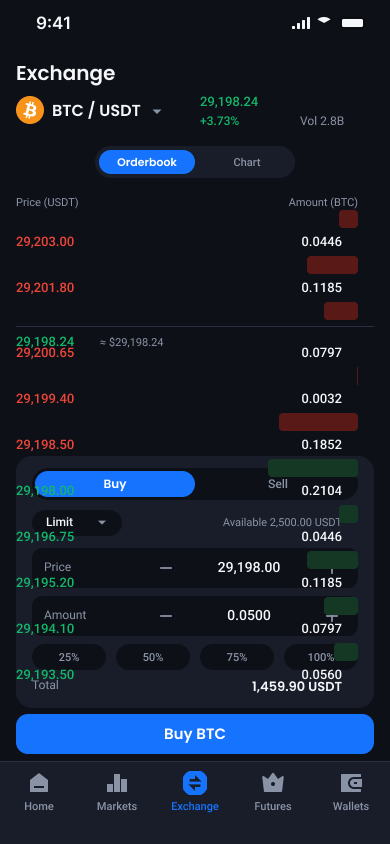 9:41
Exchange
BTC / USDT
29,198.24
+3.73%
Vol 2.8B
Orderbook
Chart
Price (USDT)
Amount (BTC)
29,203.00
0.0446
29,201.80
0.1185
29,198.24
≈ $29,198.24
29,200.65
0.0797
29,199.40
0.0032
29,198.50
0.1852
Buy
Sell
29,198.00
0.2104
Limit
Available 2,500.00 USDT
29,196.75
0.0446
Price
29,198.00
29,195.20
0.1185
Amount
0.0500
29,194.10
0.0797
25%
50%
75%
100%
29,193.50
0.0560
Total
1,459.90 USDT
Buy BTC
Home
Markets
Exchange
Futures
Wallets